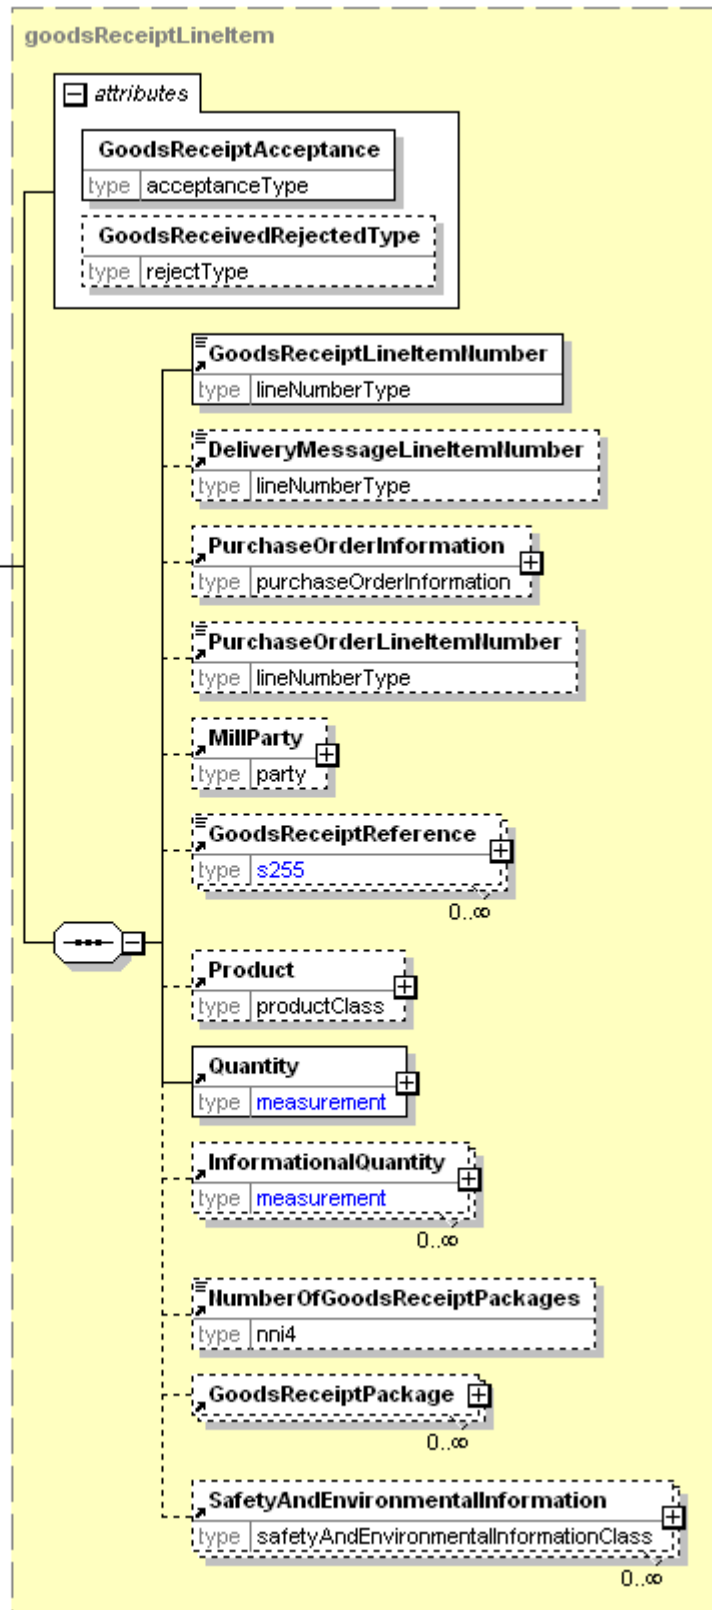 goodsReceiptLineItem
attributes
GoodsReceiptAcceptance
type acceptanceType
GoodsReceivedRejectedType
type rejectType
GoodsReceiptLineItemNumber
type lineNumberType
DeliveryMessageLineItemNumber
type lineNumberType
PurchaseOrderInformation
type purchaseOrderInformation
PurchaseOrderLineItemNumber
type lineNumberType
MillParty
type party
GoodsReceiptReference
type s255
0..∞
Product
type productClass
Quantity
type measurement
InformationalQuantity
type measurement
0..∞
NumberOfGoodsReceiptPackages
type nni4
GoodsReceiptPackage
0..∞
SafetyAndEnvironmentalInformation
type safetyAndEnvironmentalInformationClass
0..∞